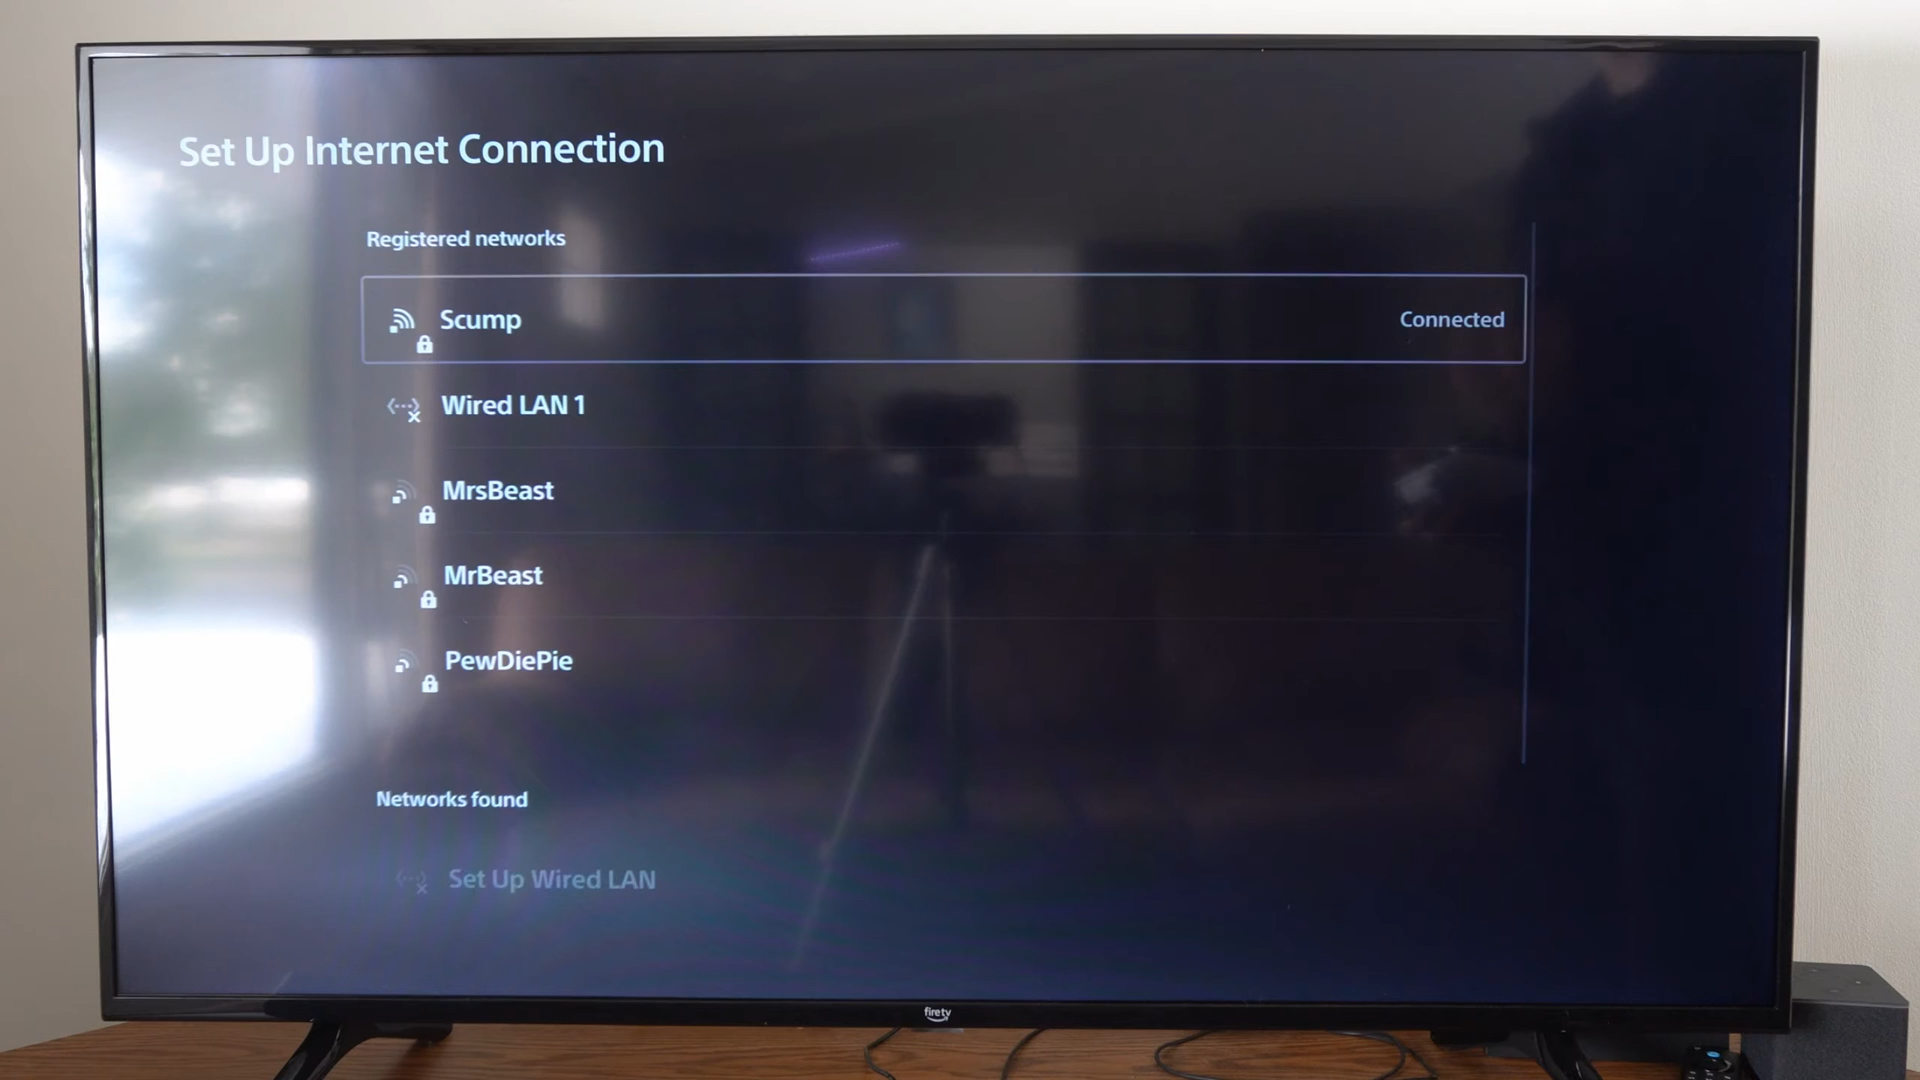 Set Up Internet Connection
Registered networks
Scump
Connected
Wired LAN 1
MrsBeast
MrBeast
PewDiePie
Networks found
Set Up Wired LAN
firetv